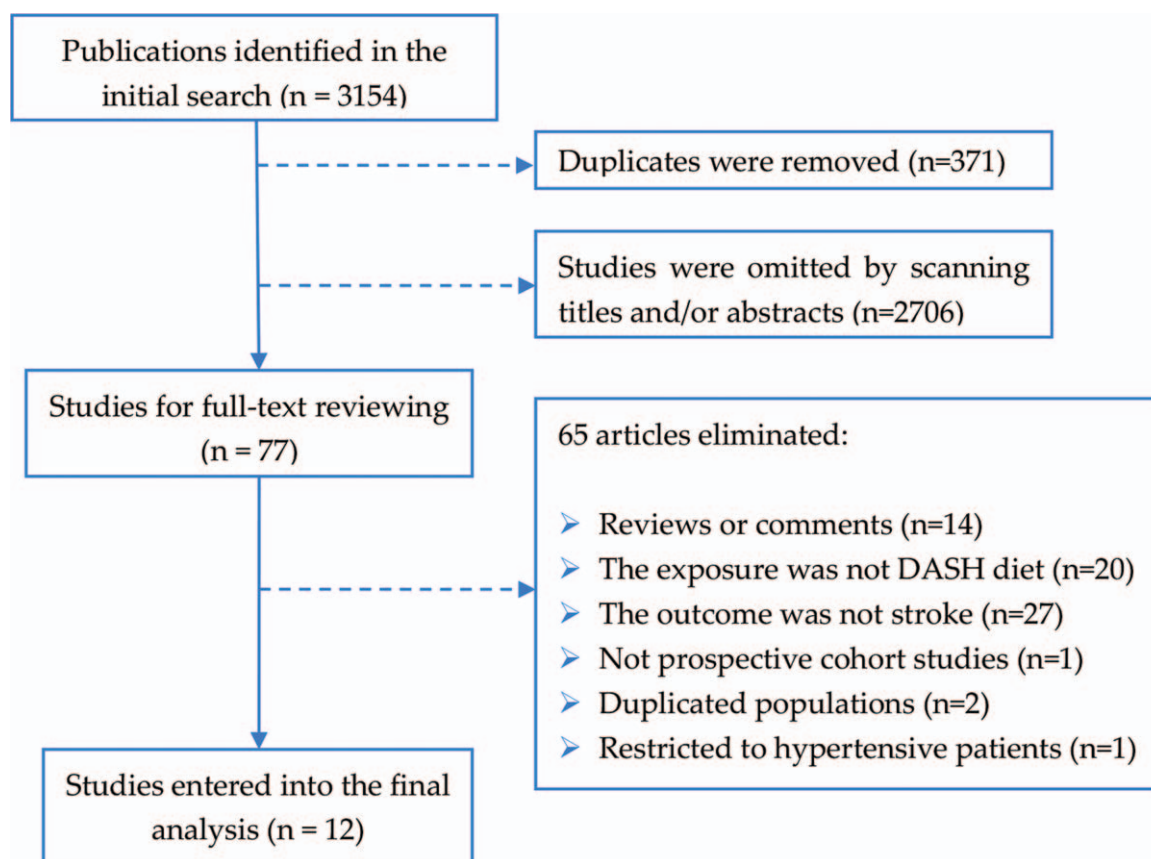 Publications identified in the
initial search (n = 3154)
Duplicates were removed (n=371)
Studies were omitted by scanning
titles and/or abstracts (n=2706)
Studies for full-text reviewing
(n = 77)
65 articles eliminated:
➢ Reviews or comments (n=14)
➢ The exposure was not DASH diet (n=20)
➢ The outcome was not stroke (n=27)
➢ Not prospective cohort studies (n=1)
➢ Duplicated populations (n=2)
➢ Restricted to hypertensive patients (n=1)
Studies entered into the final
analysis (n = 12)